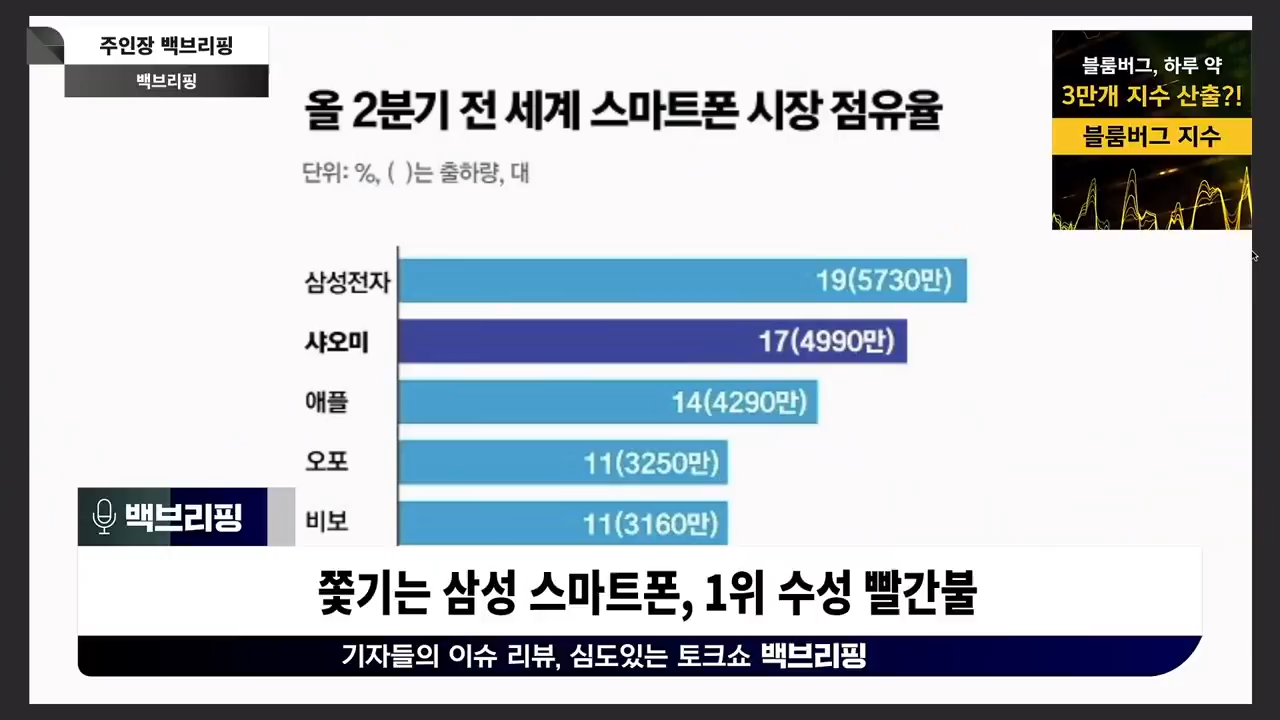 주인장 백브리핑
백브리핑
블룸버그, 하루 약
3만개 지수 산출?!
블룸버그 지수
올 2분기 전 세계 스마트폰 시장 점유율
단위: %, ( )는 출하량, 대
삼성전자 19(5730만)
샤오미 17(4990만)
애플 14(4290만)
오포 11(3250만)
비보 11(3160만)
백브리핑
쫓기는 삼성 스마트폰, 1위 수성 빨간불
기자들의 이슈 리뷰, 심도있는 토크쇼 백브리핑